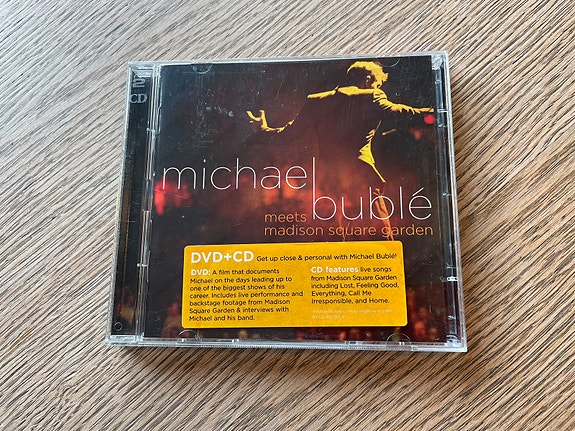 2
CD
michael
bublé
meets
madison square garden
DVD+CD Get up close & personal with Michael Bublé!
DVD: A film that documents
Michael on the days leading up to
one of the biggest shows of his
career. Includes live performance and
backstage footage from Madison
Square Garden & interviews with
Michael and his band.
CD features live songs
from Madison Square Garden
including Lost, Feeling Good,
Everything, Call Me
Irresponsible, and Home.